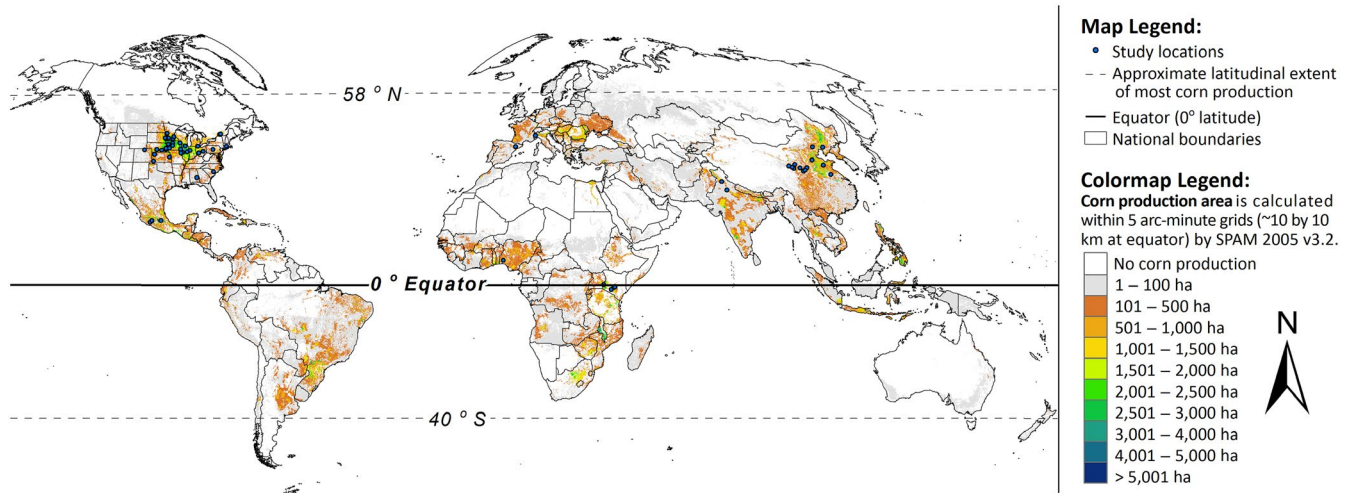 58 º N
0 º Equator
40 º S
Map Legend:
Study locations
Approximate latitudinal extent
of most corn production
Equator (0º latitude)
National boundaries
Colormap Legend:
Corn production area is calculated
within 5 arc-minute grids (~10 by 10
km at equator) by SPAM 2005 v3.2.
No corn production
1 – 100 ha
101 – 500 ha
501 – 1,000 ha
1,001 – 1,500 ha
1,501 – 2,000 ha
2,001 – 2,500 ha
2,501 – 3,000 ha
3,001 – 4,000 ha
4,001 – 5,000 ha
> 5,001 ha
N